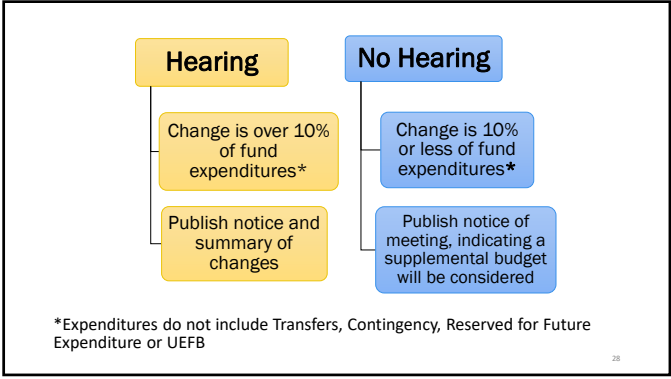 Hearing
Change is over 10%
of fund
expenditures*
Publish notice and
summary of
changes
No Hearing
Change is 10%
or less of fund
expenditures*
Publish notice of
meeting, indicating a
supplemental budget
will be considered
*Expenditures do not include Transfers, Contingency, Reserved for Future
Expenditure or UEFB
28